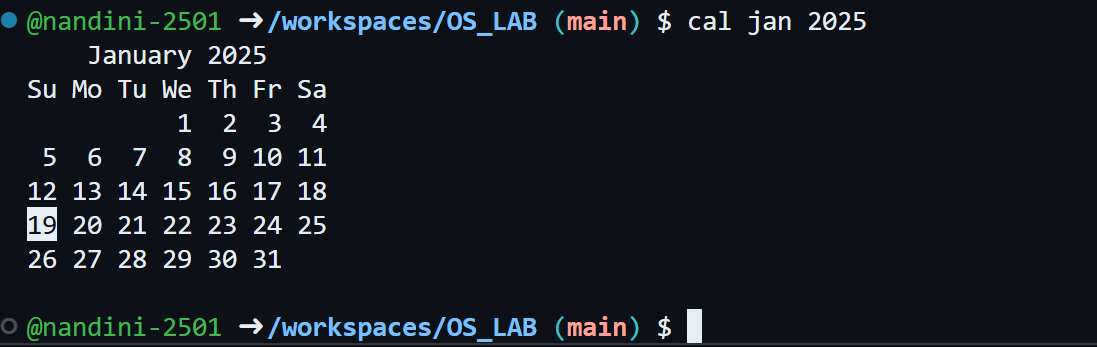 @nandini-2501 ➜/workspaces/OS_LAB (main) $ cal jan 2025
    January 2025
Su Mo Tu We Th Fr Sa
          1  2  3  4
 5  6  7  8  9 10 11
12 13 14 15 16 17 18
19 20 21 22 23 24 25
26 27 28 29 30 31
@nandini-2501 ➜/workspaces/OS_LAB (main) $